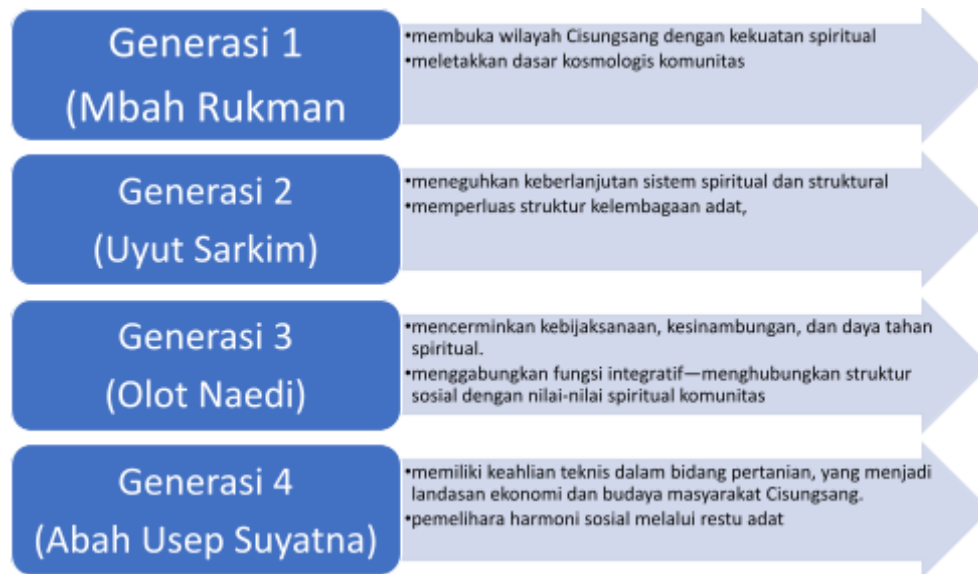 Generasi 1
(Mbah Rukman
•membuka wilayah Cisungsang dengan kekuatan spiritual
•meletakkan dasar kosmologis komunitas
Generasi 2
(Uyut Sarkim)
•meneguhkan keberlanjutan sistem spiritual dan struktural
•memperluas struktur kelembagaan adat,
Generasi 3
(Olot Naedi)
•mencerminkan kebijaksanaan, kesinambungan, dan daya tahan
spiritual.
•menggabungkan fungsi integratif—menghubungkan struktur
sosial dengan nilai-nilai spiritual komunitas
Generasi 4
(Abah Usep Suyatna)
•memiliki keahlian teknis dalam bidang pertanian, yang menjadi
landasan ekonomi dan budaya masyarakat Cisungsang.
•pemelihara harmoni sosial melalui restu adat